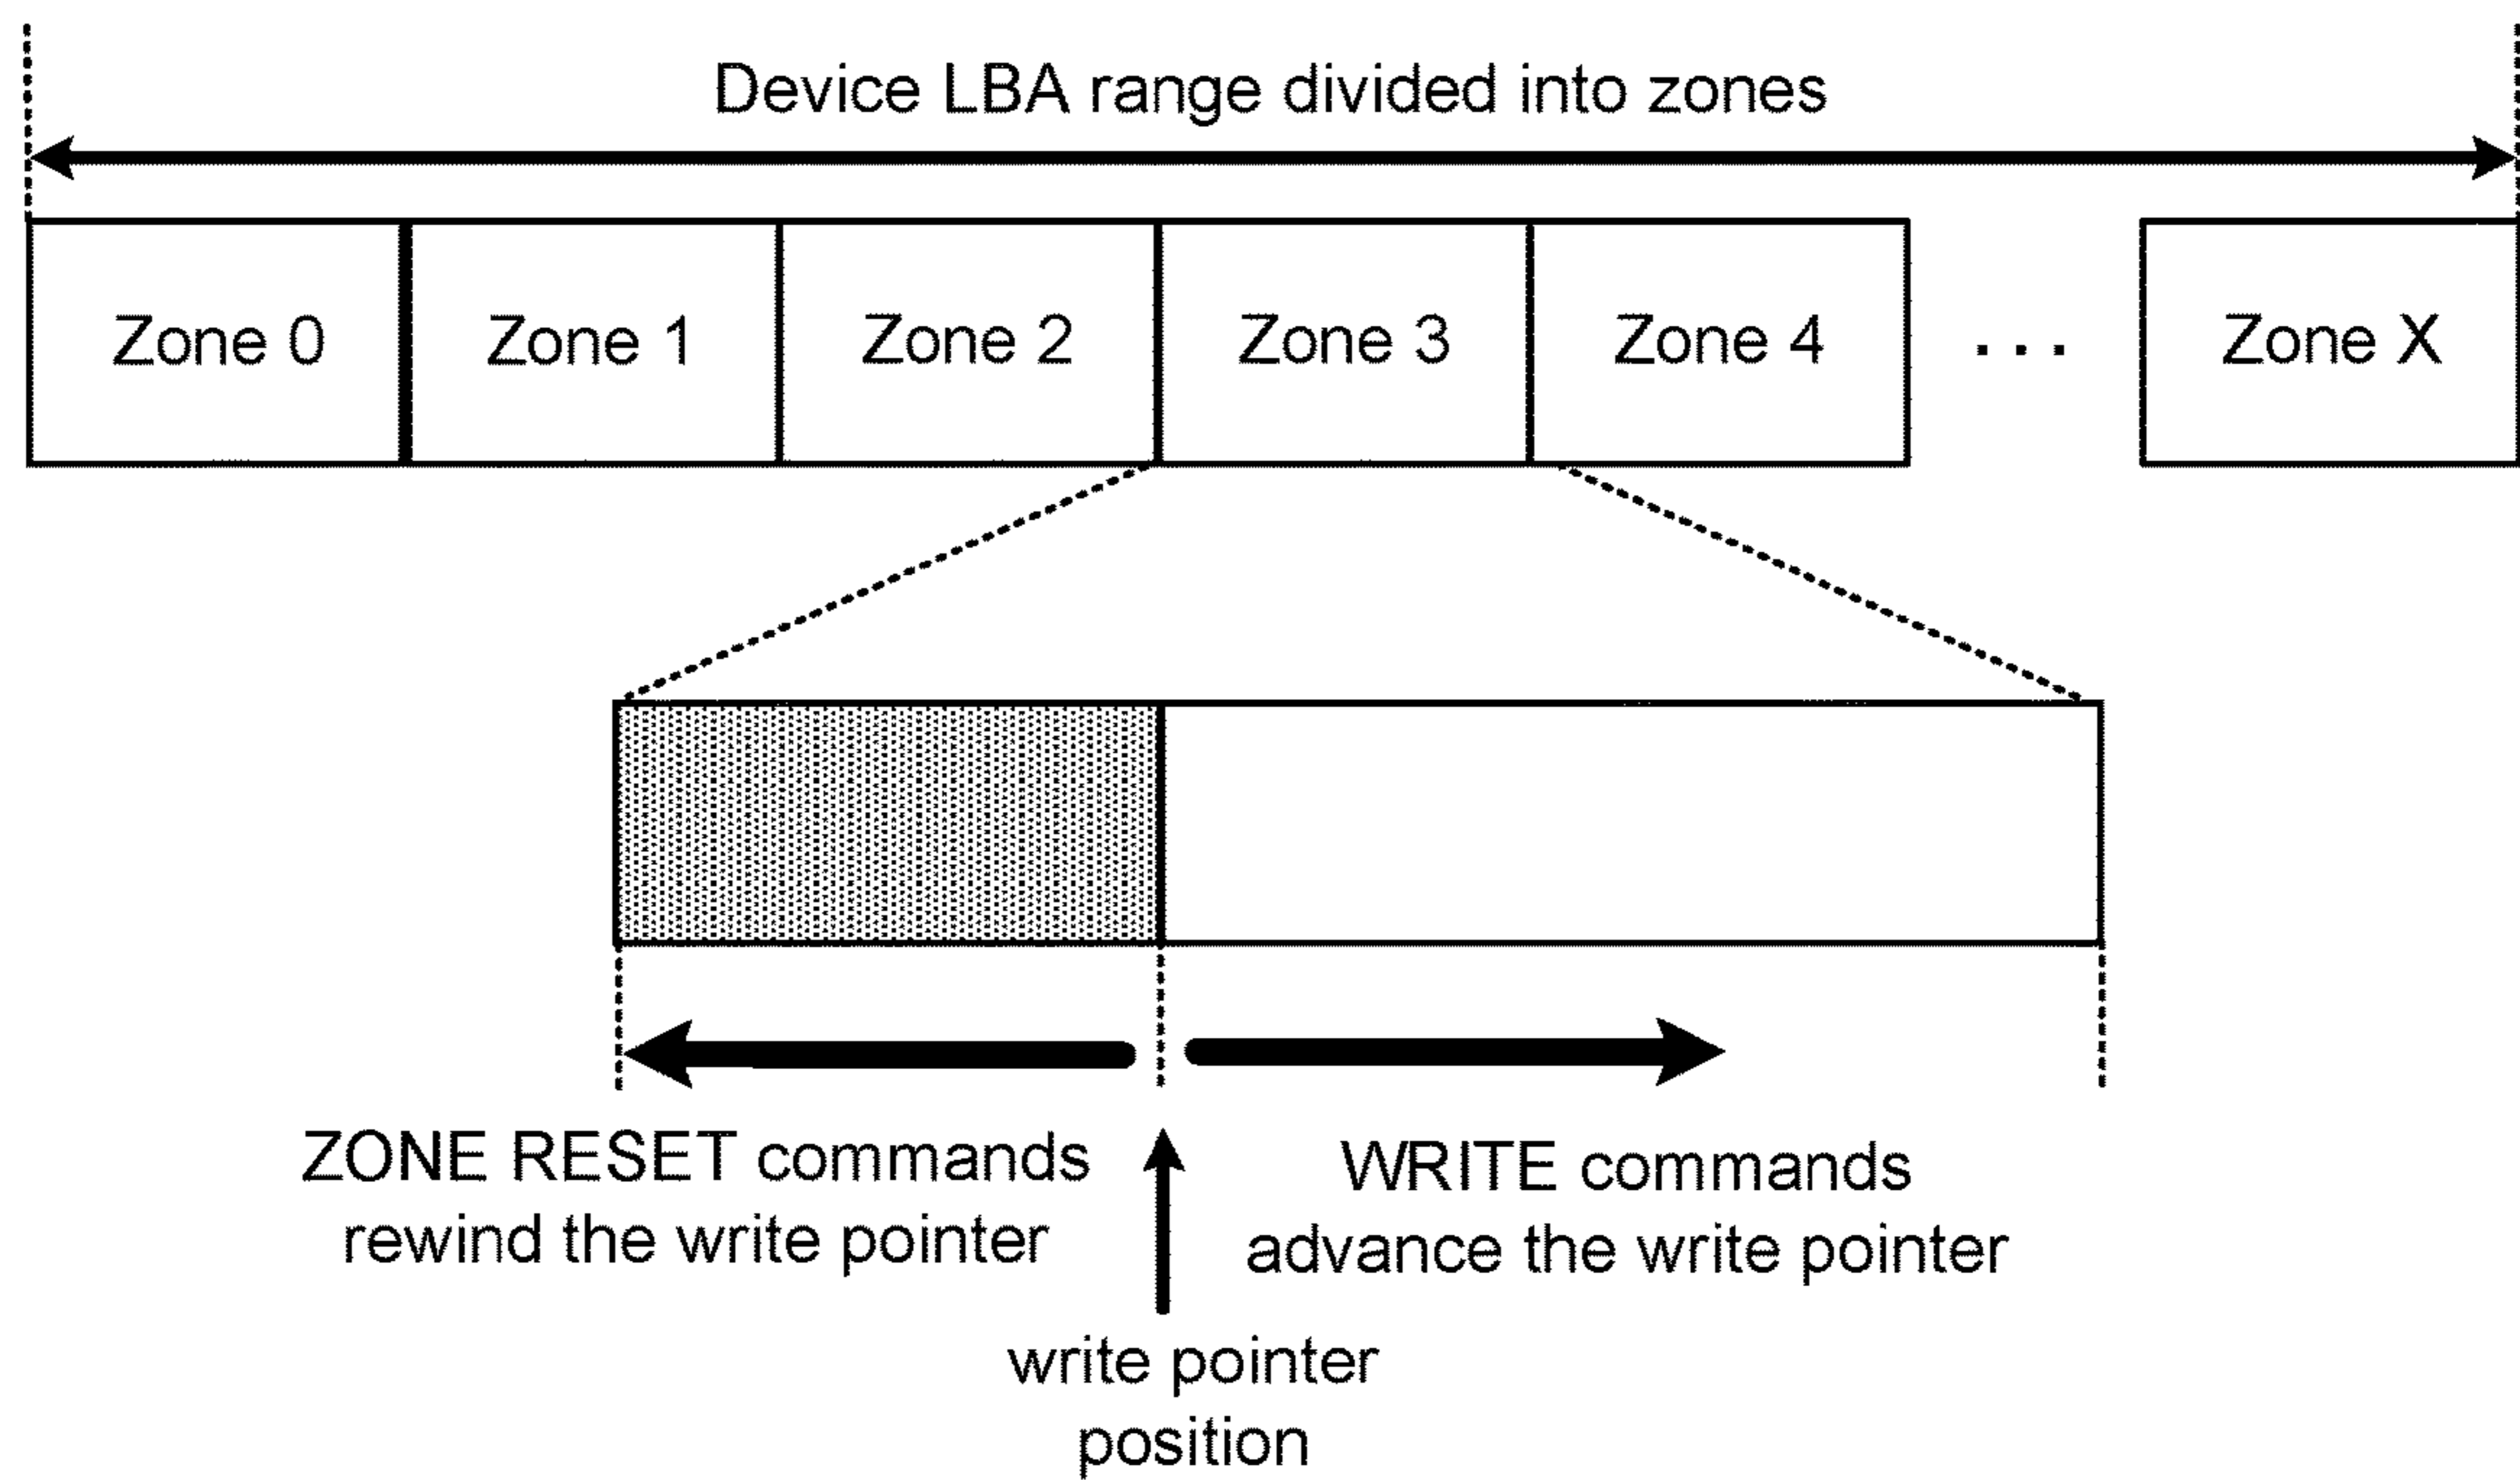 Device LBA range divided into zones
Zone 0 Zone 1 Zone 2 Zone 3 Zone 4 ... Zone X
ZONE RESET commands
rewind the write pointer
WRITE commands
advance the write pointer
write pointer
position